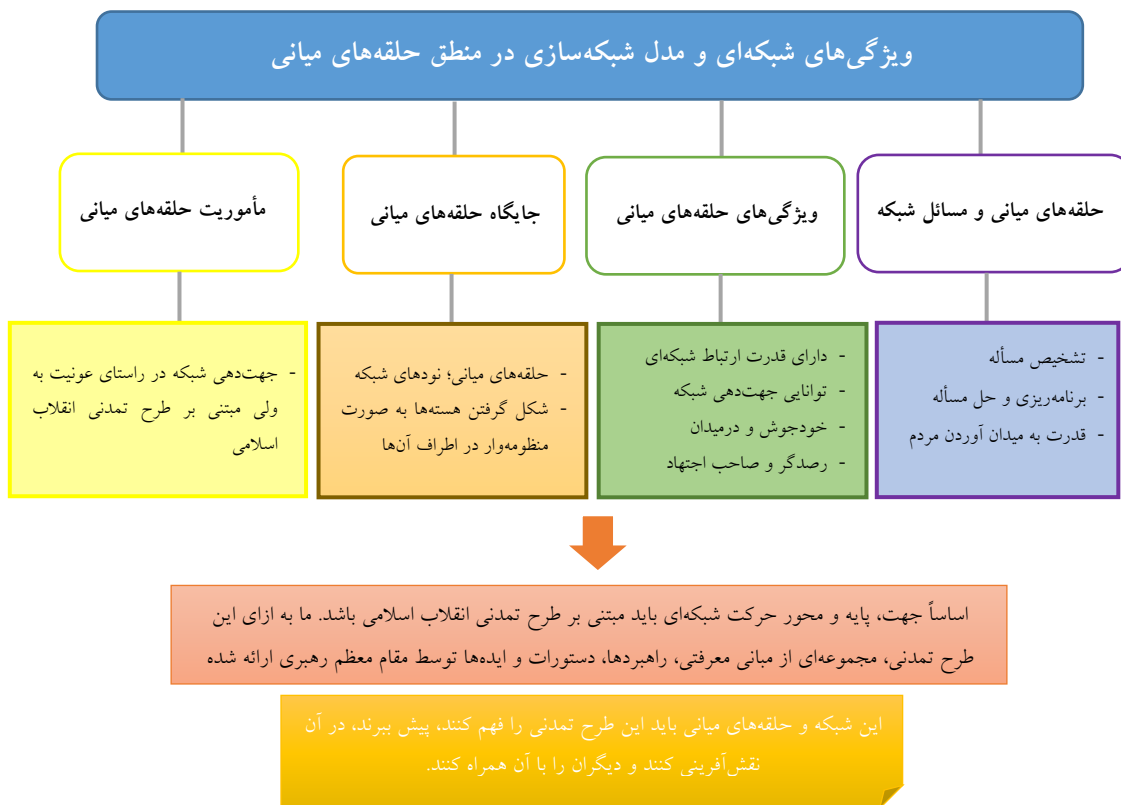 ویژگی‌های شبکه‌ای و مدل شبکه‌سازی در منطق حلقه‌های میانی
حلقه‌های میانی و مسائل شبکه
ویژگی‌های حلقه‌های میانی
جایگاه حلقه‌های میانی
مأموریت حلقه‌های میانی
- تشخیص مسأله
- برنامه‌ریزی و حل مسأله
- قدرت به میدان آوردن مردم
- دارای قدرت ارتباط شبکه‌ای
- توانایی جهت‌دهی شبکه
- خودجوش و درمیدان
- رصدگر و صاحب اجتهاد
- حلقه‌های میانی؛ نودهای شبکه
- شکل گرفتن هسته‌ها به صورت
منظومه‌وار در اطراف آن‌ها
- جهت‌دهی شبکه در راستای عونیت به
ولی مبتنی بر طرح تمدنی انقلاب
اسلامی
اساساً جهت، پایه و محور حرکت شبکه‌ای باید مبتنی بر طرح تمدنی انقلاب اسلامی باشد. ما به ازای این
طرح تمدنی، مجموعه‌ای از مبانی معرفتی، راهبردها، دستورات و ایده‌ها توسط مقام معظم رهبری ارائه شده
این شبکه و حلقه‌های میانی باید این طرح تمدنی را فهم کنند، پیش ببرند، در آن
نقش‌آفرینی کنند و دیگران را با آن همراه کنند.